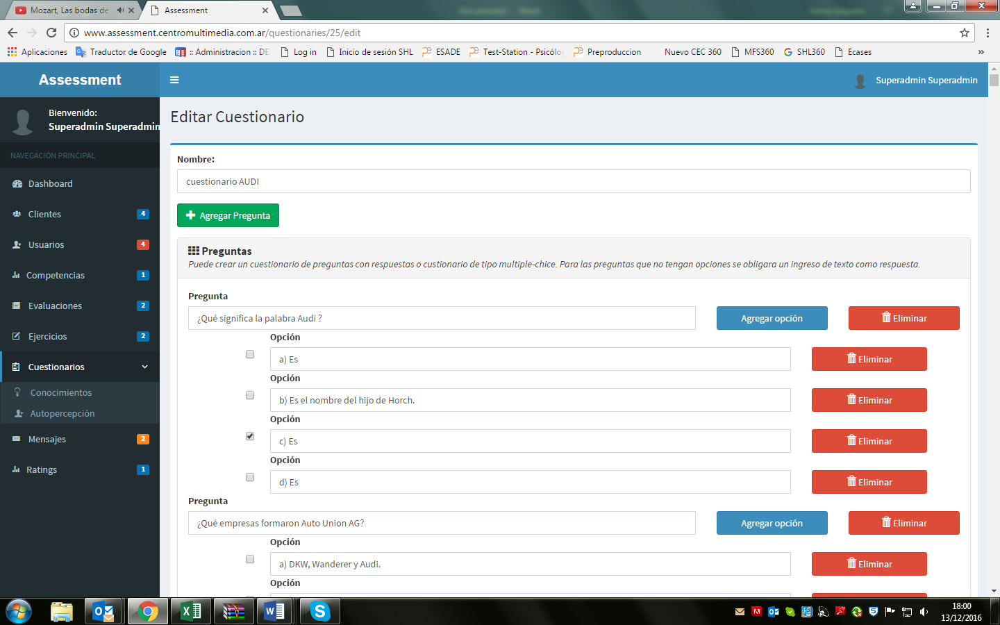 Mozart, Las bodas de
Assessment
www.assessment.centromultimedia.com.ar/questionaries/25/edit
Aplicaciones
Traductor de Google
:: Administracion :: DE
Log in
Inicio de sesión SHL
ESADE
Test-Station - Psicólog
Preproduccion
Nuevo CEC 360
MFS360
SHL360
Ecases
»
Assessment
Superadmin Superadmin
Bienvenido:
Superadmin Superadmin
NAVEGACIÓN PRINCIPAL
Dashboard
Clientes 4
Usuarios 4
Competencias 1
Evaluaciones 2
Ejercicios 2
Cuestionarios
Conocimientos
Autopercepción
Mensajes 2
Ratings 1
Editar Cuestionario
Nombre:
cuestionario AUDI
Agregar Pregunta
Preguntas
Puede crear un cuestionario de preguntas con respuestas o custionario de tipo multiple-chice. Para las preguntas que no tengan opciones se obligara un ingreso de texto como respuesta.
Pregunta
¿Qué significa la palabra Audi ? Agregar opción Eliminar
Opción
a) Es Eliminar
Opción
b) Es el nombre del hijo de Horch. Eliminar
Opción
c) Es Eliminar
Opción
d) Es Eliminar
Pregunta
¿Qué empresas formaron Auto Union AG? Agregar opción Eliminar
Opción
a) DKW, Wanderer y Audi. Eliminar
Opción
18:00
13/12/2016